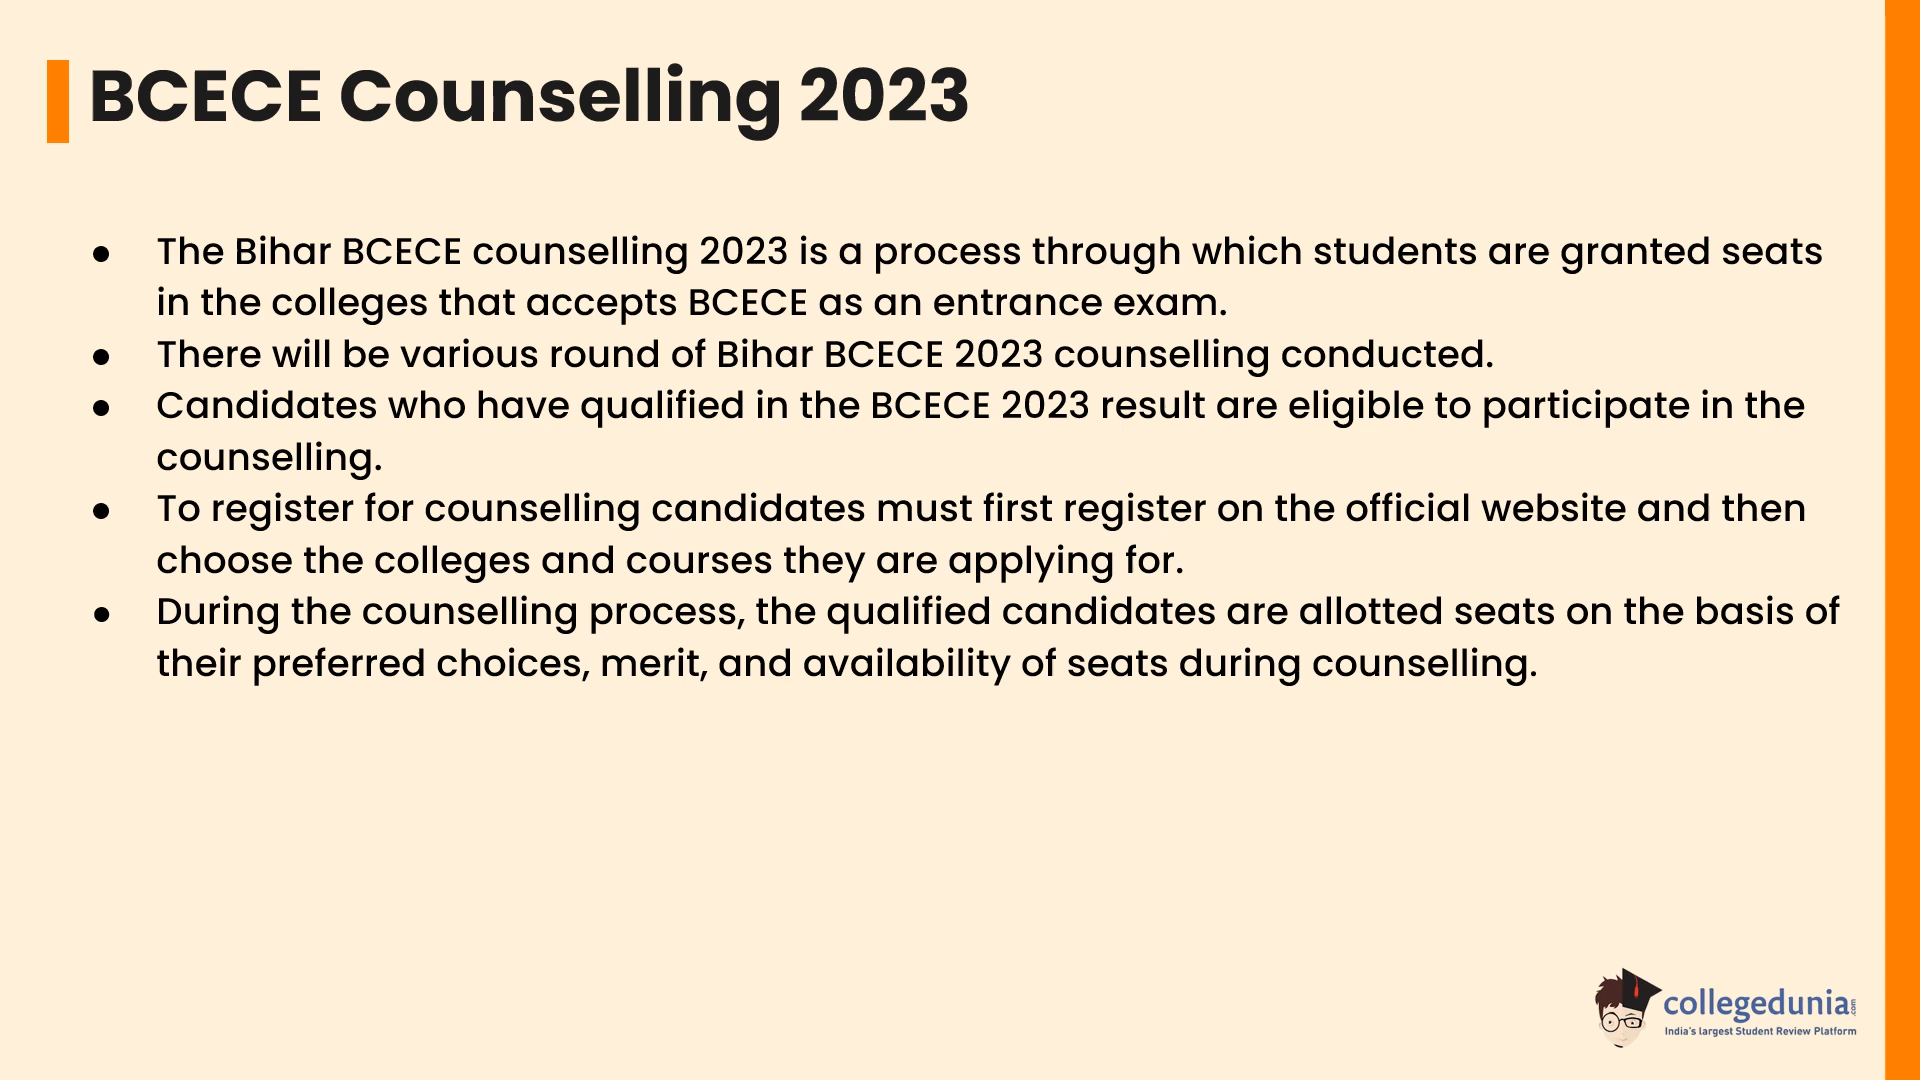 BCECE Counselling 2023
● The Bihar BCECE counselling 2023 is a process through which students are granted seats
in the colleges that accepts BCECE as an entrance exam.
● There will be various round of Bihar BCECE 2023 counselling conducted.
● Candidates who have qualified in the BCECE 2023 result are eligible to participate in the
counselling.
● To register for counselling candidates must first register on the official website and then
choose the colleges and courses they are applying for.
● During the counselling process, the qualified candidates are allotted seats on the basis of
their preferred choices, merit, and availability of seats during counselling.
collegedunia.com
India's largest Student Review Platform